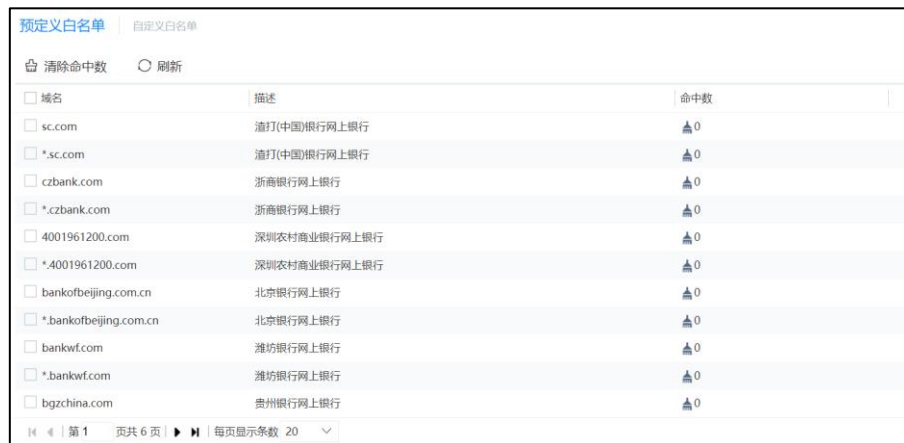 预定义白名单 自定义白名单
清除命中数 刷新
域名 描述 命中数
sc.com 渣打(中国)银行网上银行 0
*.sc.com 渣打(中国)银行网上银行 0
czbank.com 浙商银行网上银行 0
*.czbank.com 浙商银行网上银行 0
4001961200.com 深圳农村商业银行网上银行 0
*.4001961200.com 深圳农村商业银行网上银行 0
bankofbeijing.com.cn 北京银行网上银行 0
*.bankofbeijing.com.cn 北京银行网上银行 0
bankwf.com 潍坊银行网上银行 0
*.bankwf.com 潍坊银行网上银行 0
bgzchina.com 贵州银行网上银行 0
第 1 页共 6 页 每页显示条数 20